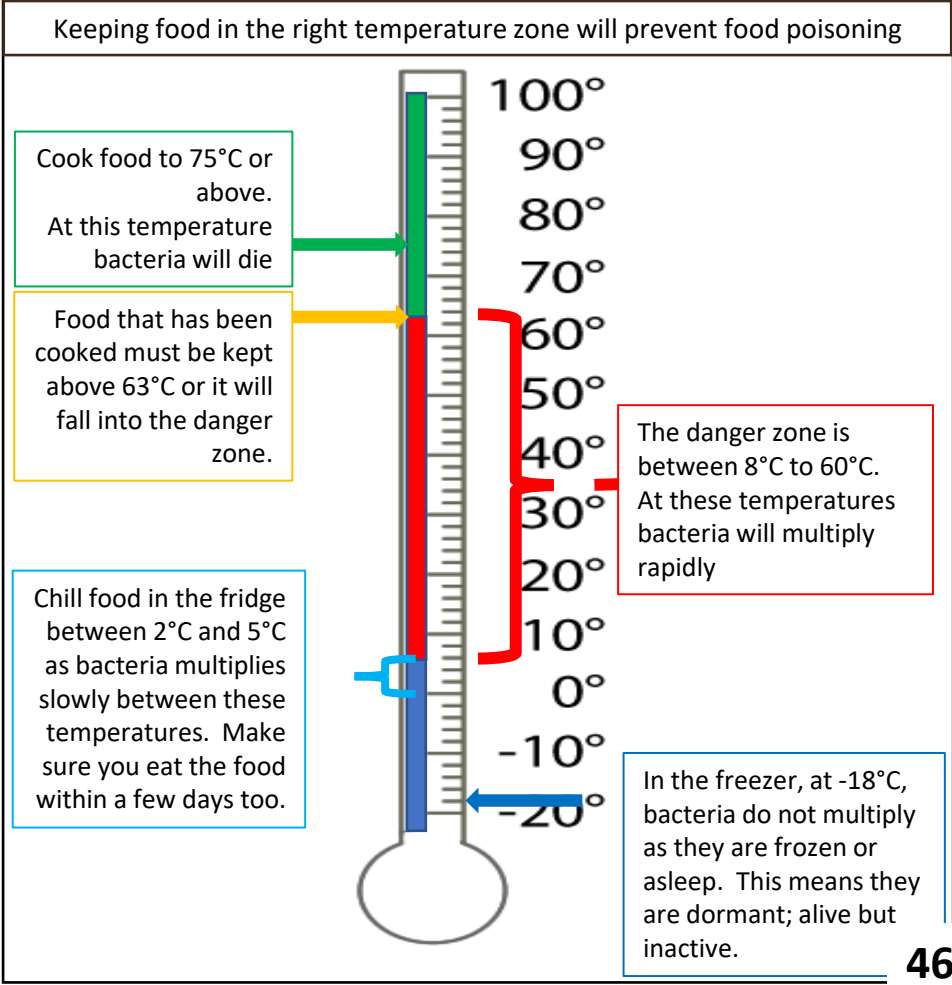 Keeping food in the right temperature zone will prevent food poisoning
100°
90°
80°
70°
60°
50°
40°
30°
20°
10°
0°
-10°
-20°
Cook food to 75°C or
above.
At this temperature
bacteria will die
Food that has been
cooked must be kept
above 63°C or it will
fall into the danger
zone.
The danger zone is
between 8°C to 60°C.
At these temperatures
bacteria will multiply
rapidly
Chill food in the fridge
between 2°C and 5°C
as bacteria multiplies
slowly between these
temperatures. Make
sure you eat the food
within a few days too.
In the freezer, at -18°C,
bacteria do not multiply
as they are frozen or
asleep. This means they
are dormant; alive but
inactive.
46